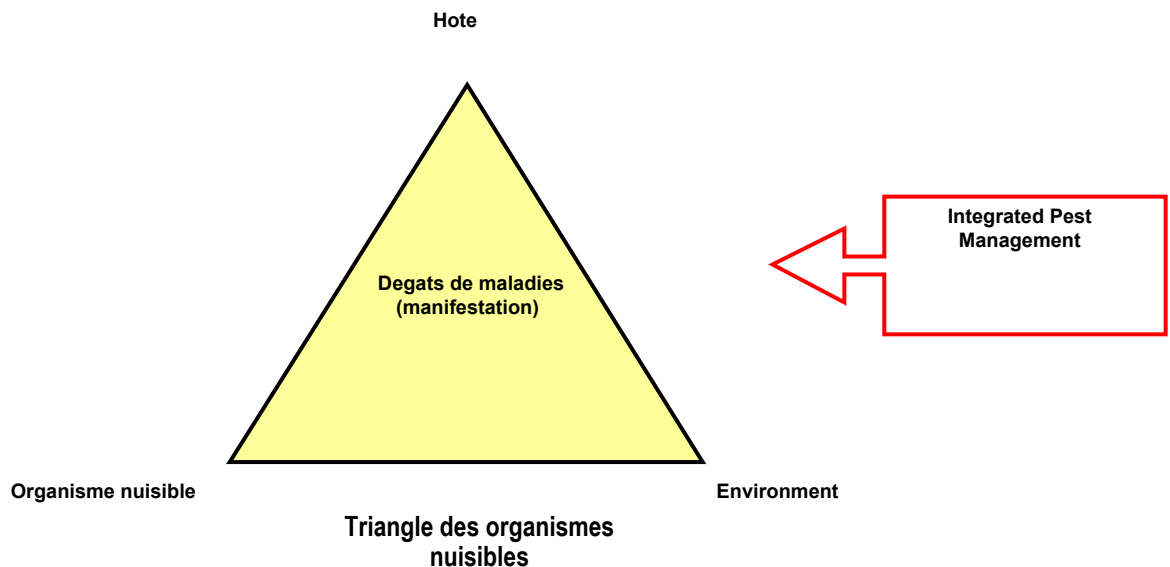 Hote
Integrated Pest
Management
Degats de maladies
(manifestation)
Organisme nuisible
Environment
Triangle des organismes
nuisibles